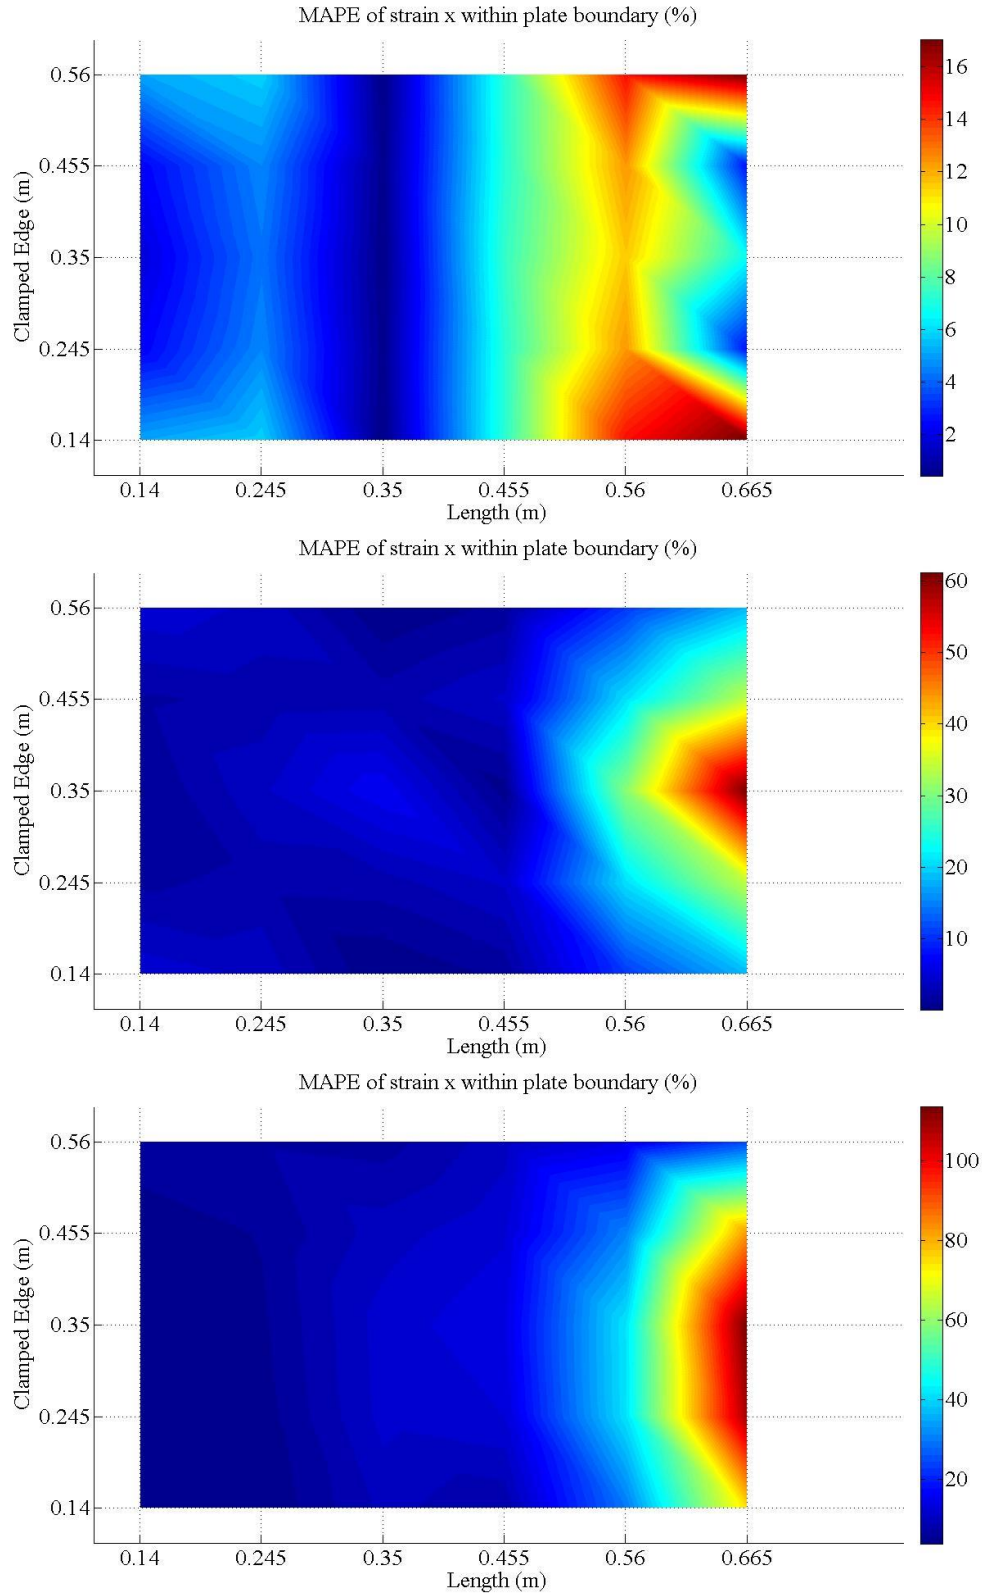 MAPE of strain x within plate boundary (%)
0.56
0.455
0.35
0.245
0.14
Clamped Edge (m)
0.14 0.245 0.35 0.455 0.56 0.665
Length (m)
16
14
12
10
8
6
4
2
MAPE of strain x within plate boundary (%)
0.56
0.455
0.35
0.245
0.14
Clamped Edge (m)
0.14 0.245 0.35 0.455 0.56 0.665
Length (m)
60
50
40
30
20
10
MAPE of strain x within plate boundary (%)
0.56
0.455
0.35
0.245
0.14
Clamped Edge (m)
0.14 0.245 0.35 0.455 0.56 0.665
Length (m)
100
80
60
40
20